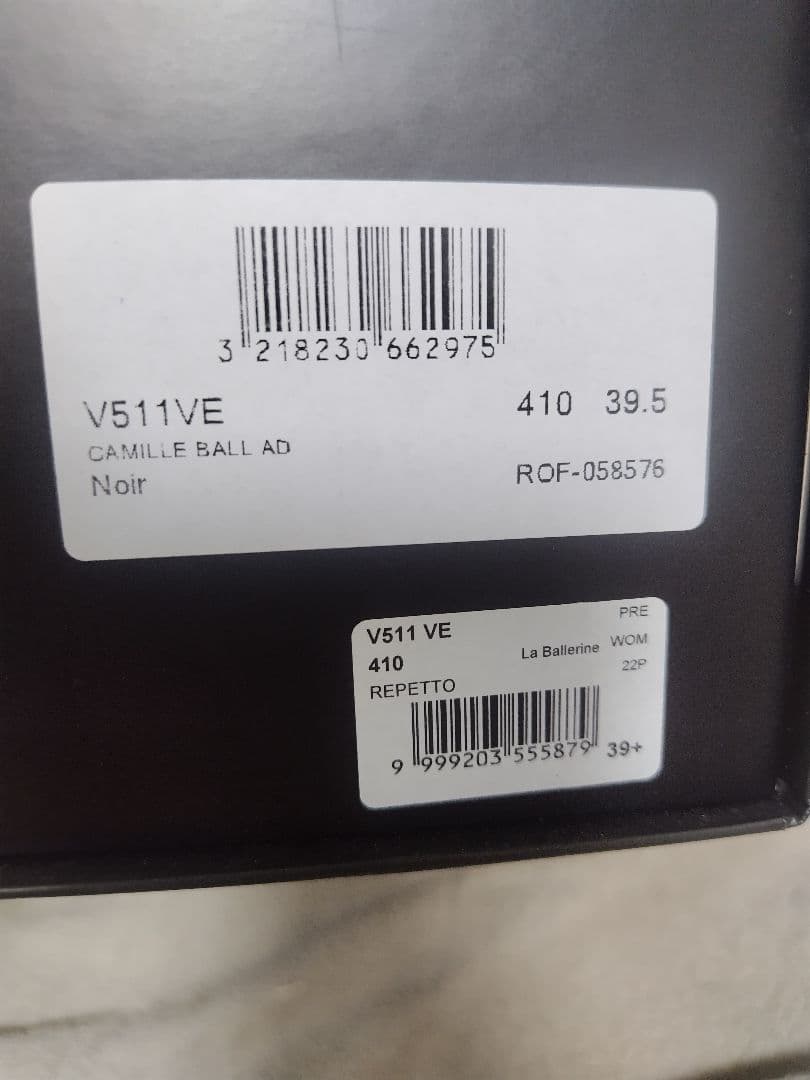 3 218230 662975
V511VE 410 39.5
CAMILLE BALL AD
Noir ROF-058576
V511 VE PRE
410 La Ballerine WOM
REPETTO 22P
9 999203 555879 39+